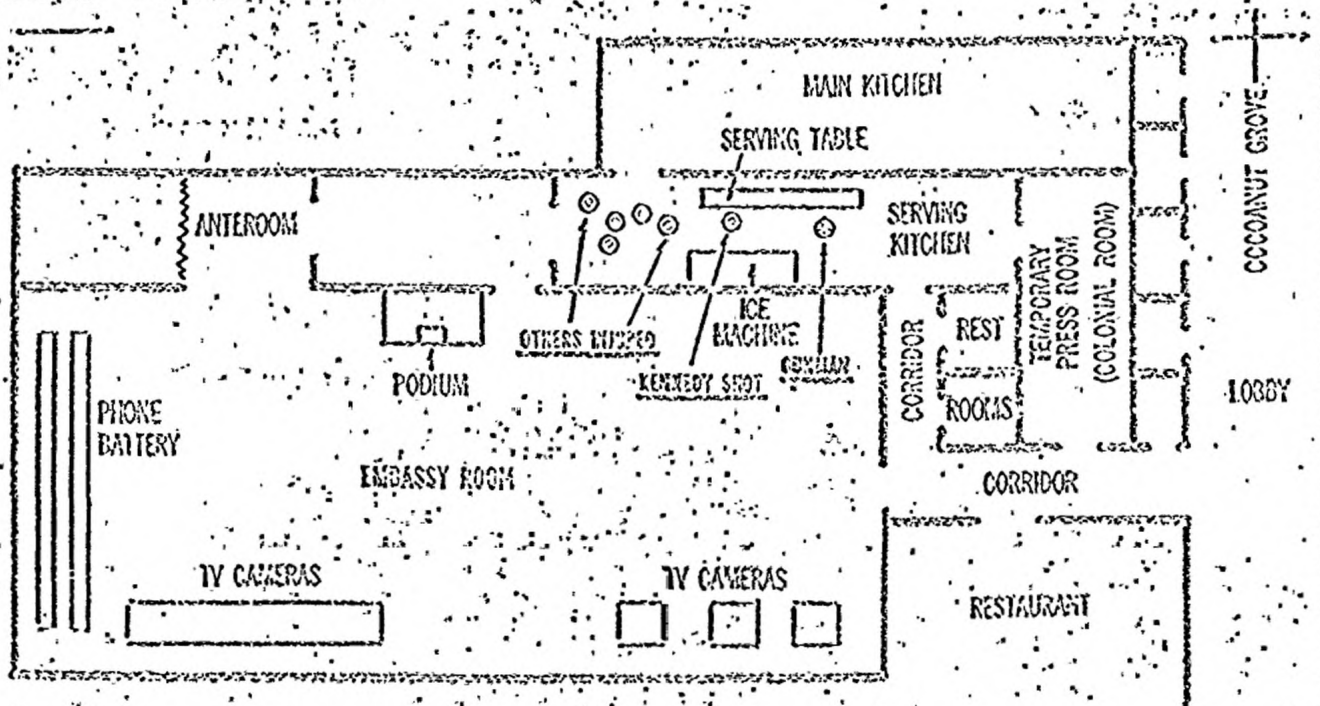 MAIN KITCHEN
SERVING TABLE
ANTEROOM
SERVING
KITCHEN
TEMPORARY
PRESS ROOM
(COLONIAL ROOM)
COCOANUT GROVE
OTHERS
ICE
MACHINE
KENNEDY SHOT
GUNMAN
PODIUM
CORRIDOR
REST
ROOMS
LOBBY
PHONE
BATTERY
EMBASSY ROOM
CORRIDOR
TV CAMERAS
TV CAMERAS
RESTAURANT